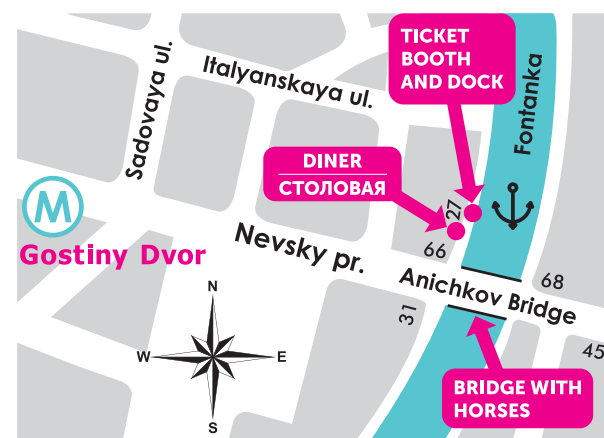 TICKET
BOOTH
AND DOCK
Fontanka
Sadovaya ul.
Italyanskaya ul.
DINER
СТОЛОВАЯ
27
M
Gostiny Dvor
Nevsky pr.
66
Anichkov Bridge
68
31
45
N
W
E
S
BRIDGE WITH
HORSES